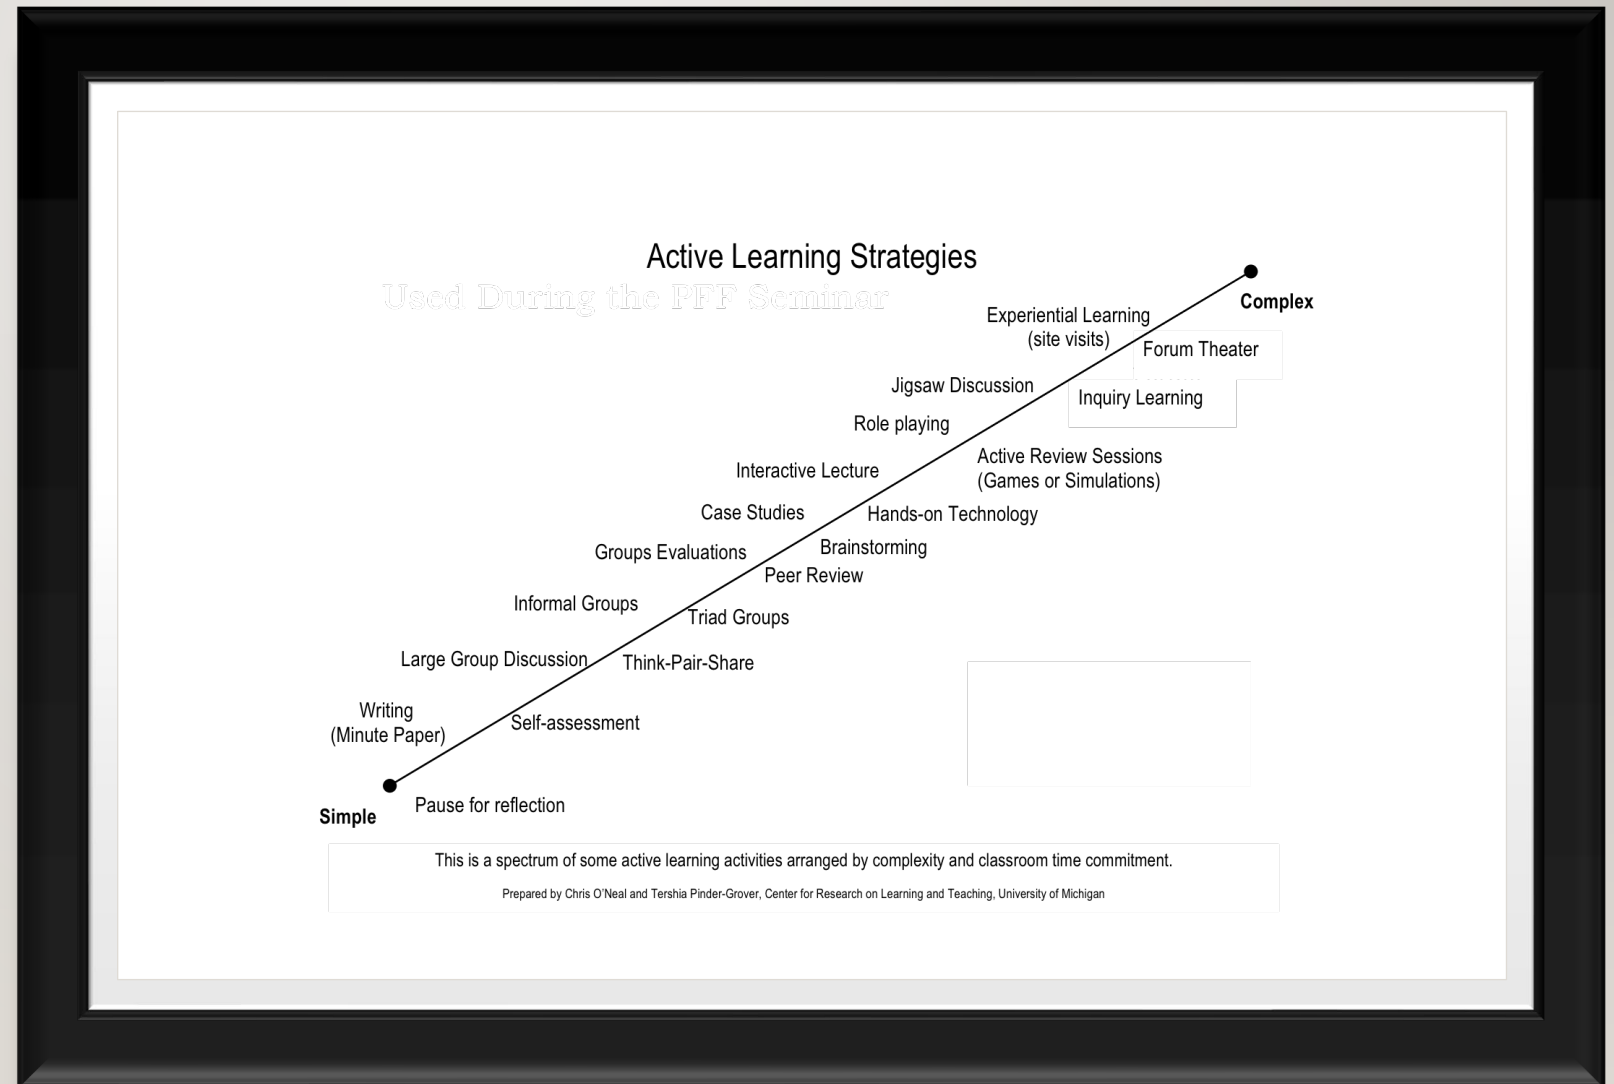 Active Learning Strategies
Used During the PFF Seminar
Complex
Experiential Learning
(site visits)
Forum Theater
Jigsaw Discussion
Inquiry Learning
Role playing
Active Review Sessions
(Games or Simulations)
Interactive Lecture
Case Studies
Hands-on Technology
Groups Evaluations
Brainstorming
Peer Review
Informal Groups
Triad Groups
Large Group Discussion
Think-Pair-Share
Writing
(Minute Paper)
Self-assessment
Pause for reflection
Simple
This is a spectrum of some active learning activities arranged by complexity and classroom time commitment.
Prepared by Chris O'Neal and Tershia Pinder-Grover, Center for Research on Learning and Teaching, University of Michigan